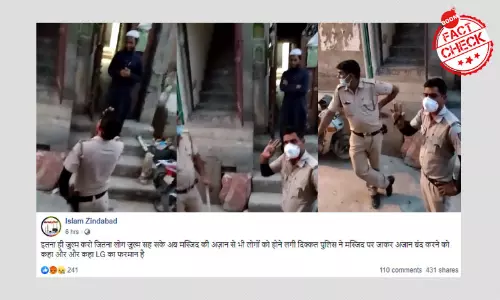 BOOM
FACT
CHECK
Islam Zindabad
6 hrs ·
इतना ही ज़ुल्म करो जितना लोग ज़ुल्म सह सके अब मस्जिद की अज़ान से भी लोगों को होने लगी दिक्कत पुलिस ने मस्जिद पर जाकर अजान बंद करने को
कहा और और कहा LG का फरमान है
241
110 comments 431 shares